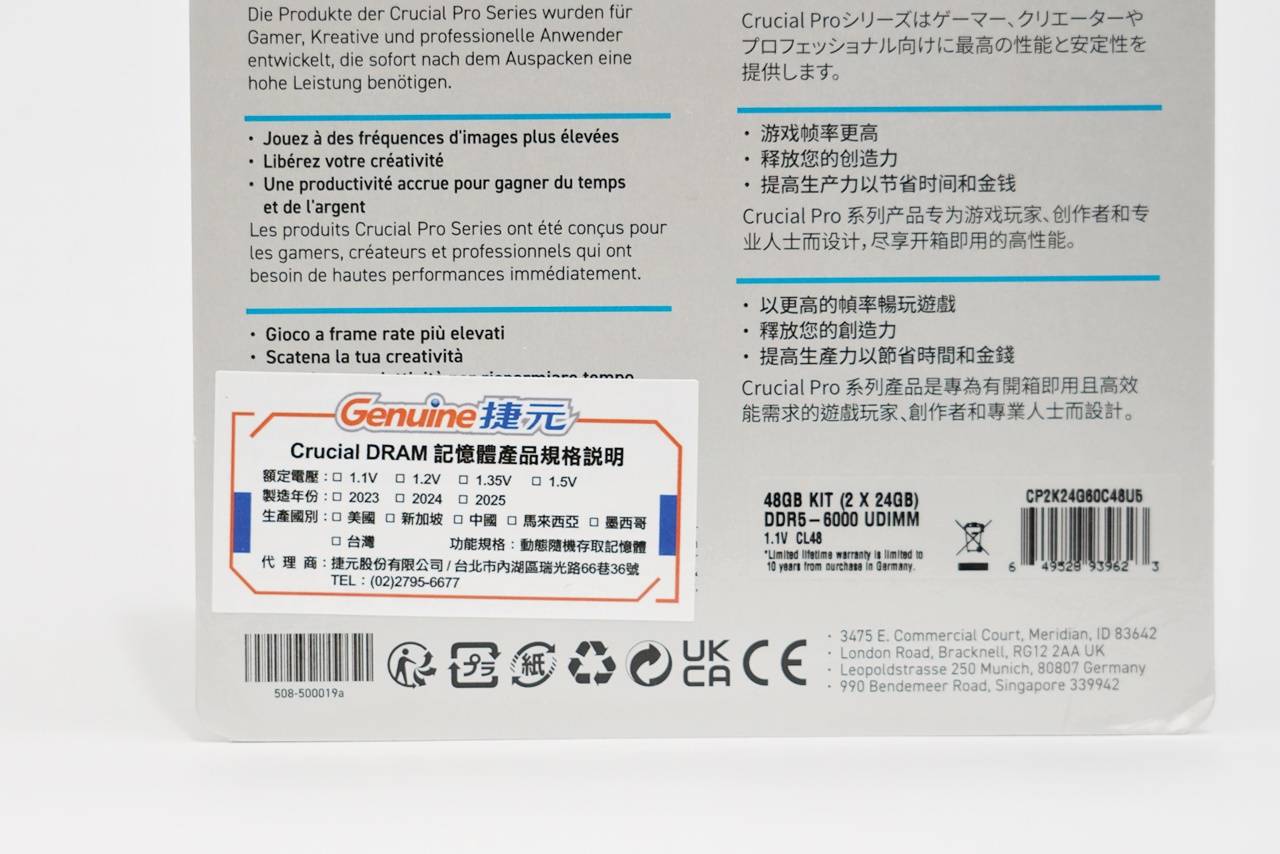 Die Produkte der Crucial Pro Series wurden für
Gamer, Kreative und professionelle Anwender
entwickelt, die sofort nach dem Auspacken eine
hohe Leistung benötigen.
• Jouez à des fréquences d'images plus élevées
• Libérez votre créativité
• Une productivité accrue pour gagner du temps
et de l'argent
Les produits Crucial Pro Series ont été conçus pour
les gamers, créateurs et professionnels qui ont
besoin de hautes performances immédiatement.
• Gioco a frame rate più elevati
• Scatena la tua creatività
Crucial Proシリーズはゲーマー、クリエーターや
プロフェッショナル向けに最高の性能と安定性を
提供します。
• 游戏帧率更高
• 释放您的创造力
• 提高生产力以节省时间和金钱
Crucial Pro 系列产品专为游戏玩家、创作者和专
业人士而设计，尽享开箱即用的高性能。
• 以更高的幀率暢玩遊戲
• 釋放您的創造力
• 提高生產力以節省時間和金錢
Crucial Pro 系列產品是專為有開箱即用且高效
能需求的遊戲玩家、創作者和專業人士而設計。
Genuine捷元
Crucial DRAM 記憶體產品規格説明
額定電壓：□ 1.1V □ 1.2V □ 1.35V □ 1.5V
製造年份：□ 2023 □ 2024 □ 2025
生產國別：□ 美國 □ 新加坡 □ 中國 □ 馬來西亞 □ 墨西哥
□ 台灣 功能規格：動態隨機存取記憶體
代 理 商：捷元股份有限公司 / 台北市內湖區瑞光路66巷36號
TEL：(02)2795-6677
48GB KIT (2 X 24GB)
DDR5-6000 UDIMM
1.1V CL48
*Limited lifetime warranty is limited to
10 years from purchase in Germany.
CP2K24G60C48U5
6 49528 93962 3
508-500019a
プラ
紙
UK
CA
CE
• 3475 E. Commercial Court, Meridian, ID 83642
• London Road, Bracknell, RG12 2AA UK
• Leopoldstrasse 250 Munich, 80807 Germany
• 990 Bendemeer Road, Singapore 339942